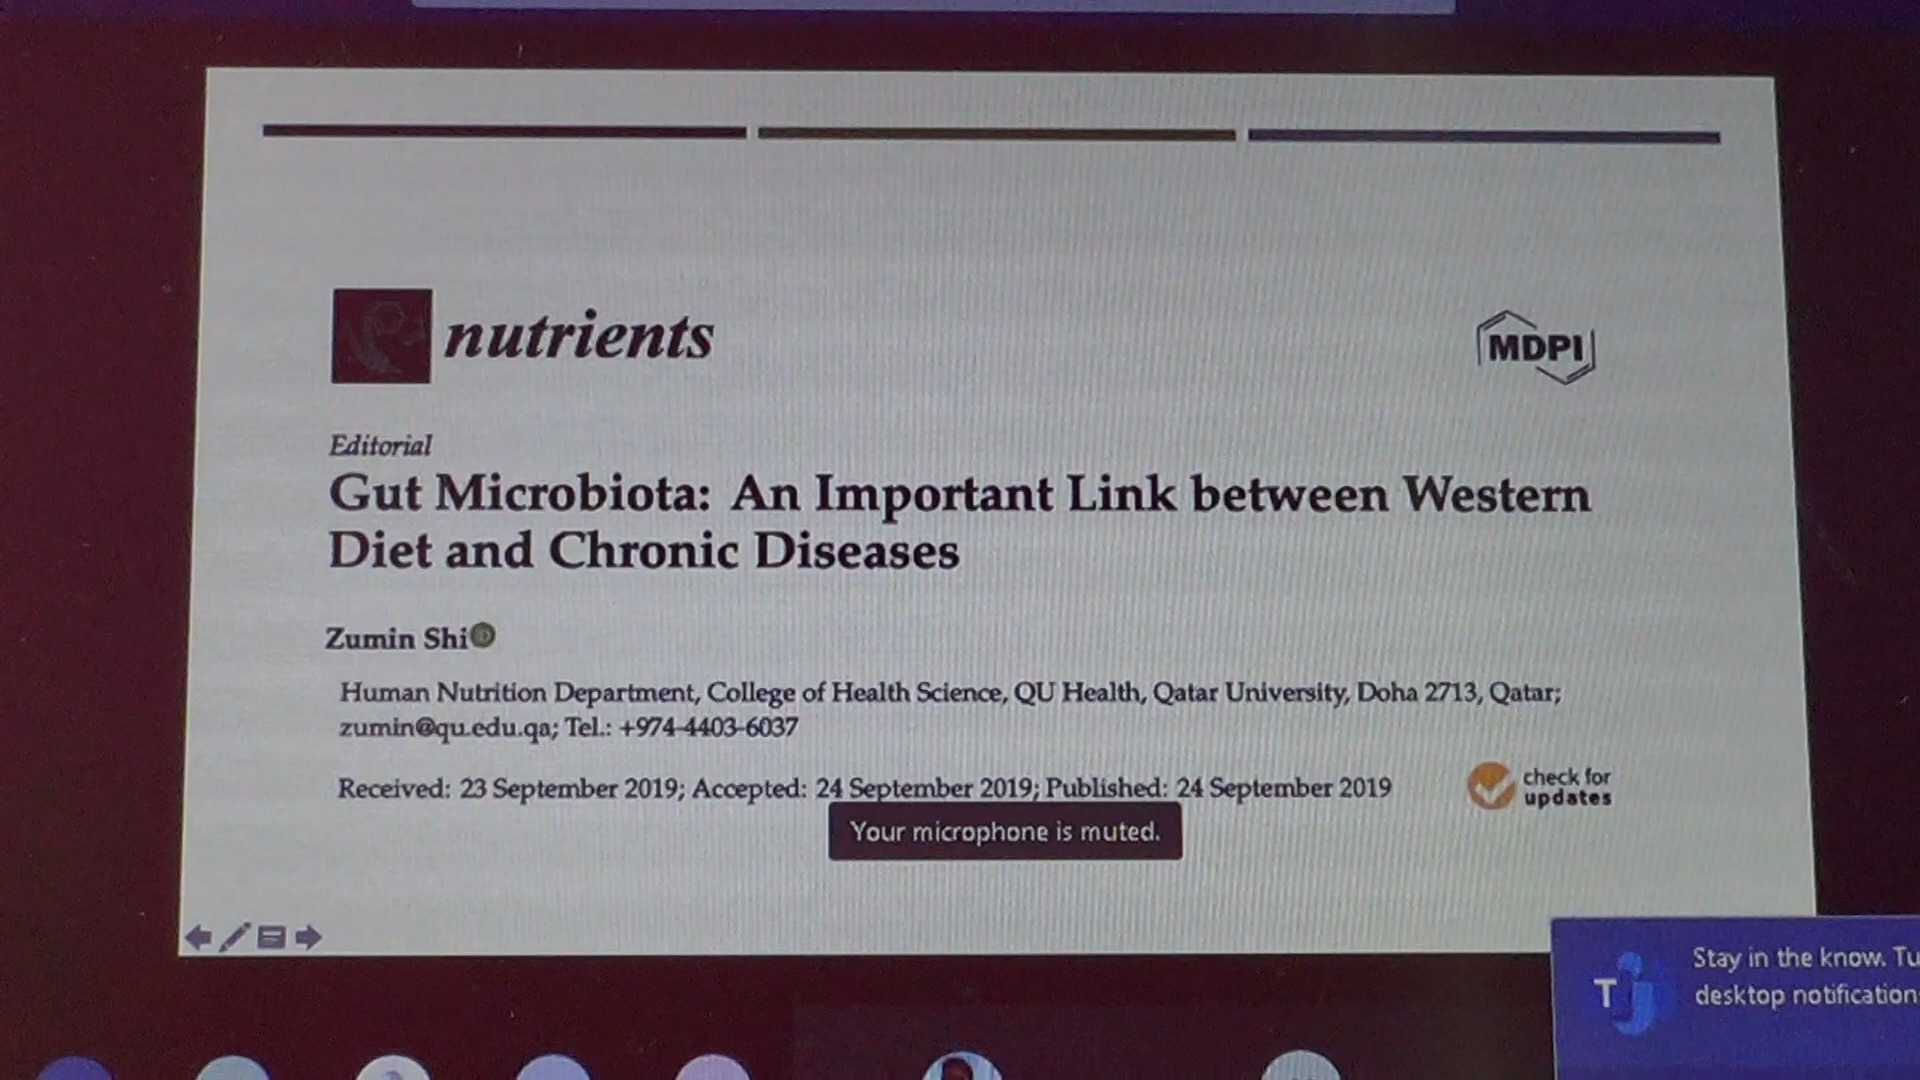 nutrients
MDPI
Editorial
Gut Microbiota: An Important Link between Western
Diet and Chronic Diseases
Zumin Shi
Human Nutrition Department, College of Health Science, QU Health, Qatar University, Doha 2713, Qatar;
zumin@qu.edu.qa; Tel.: +974-4403-6037
Received: 23 September 2019; Accepted: 24 September 2019; Published: 24 September 2019
check for
updates
Your microphone is muted.
T
Stay in the know. Tu
desktop notification